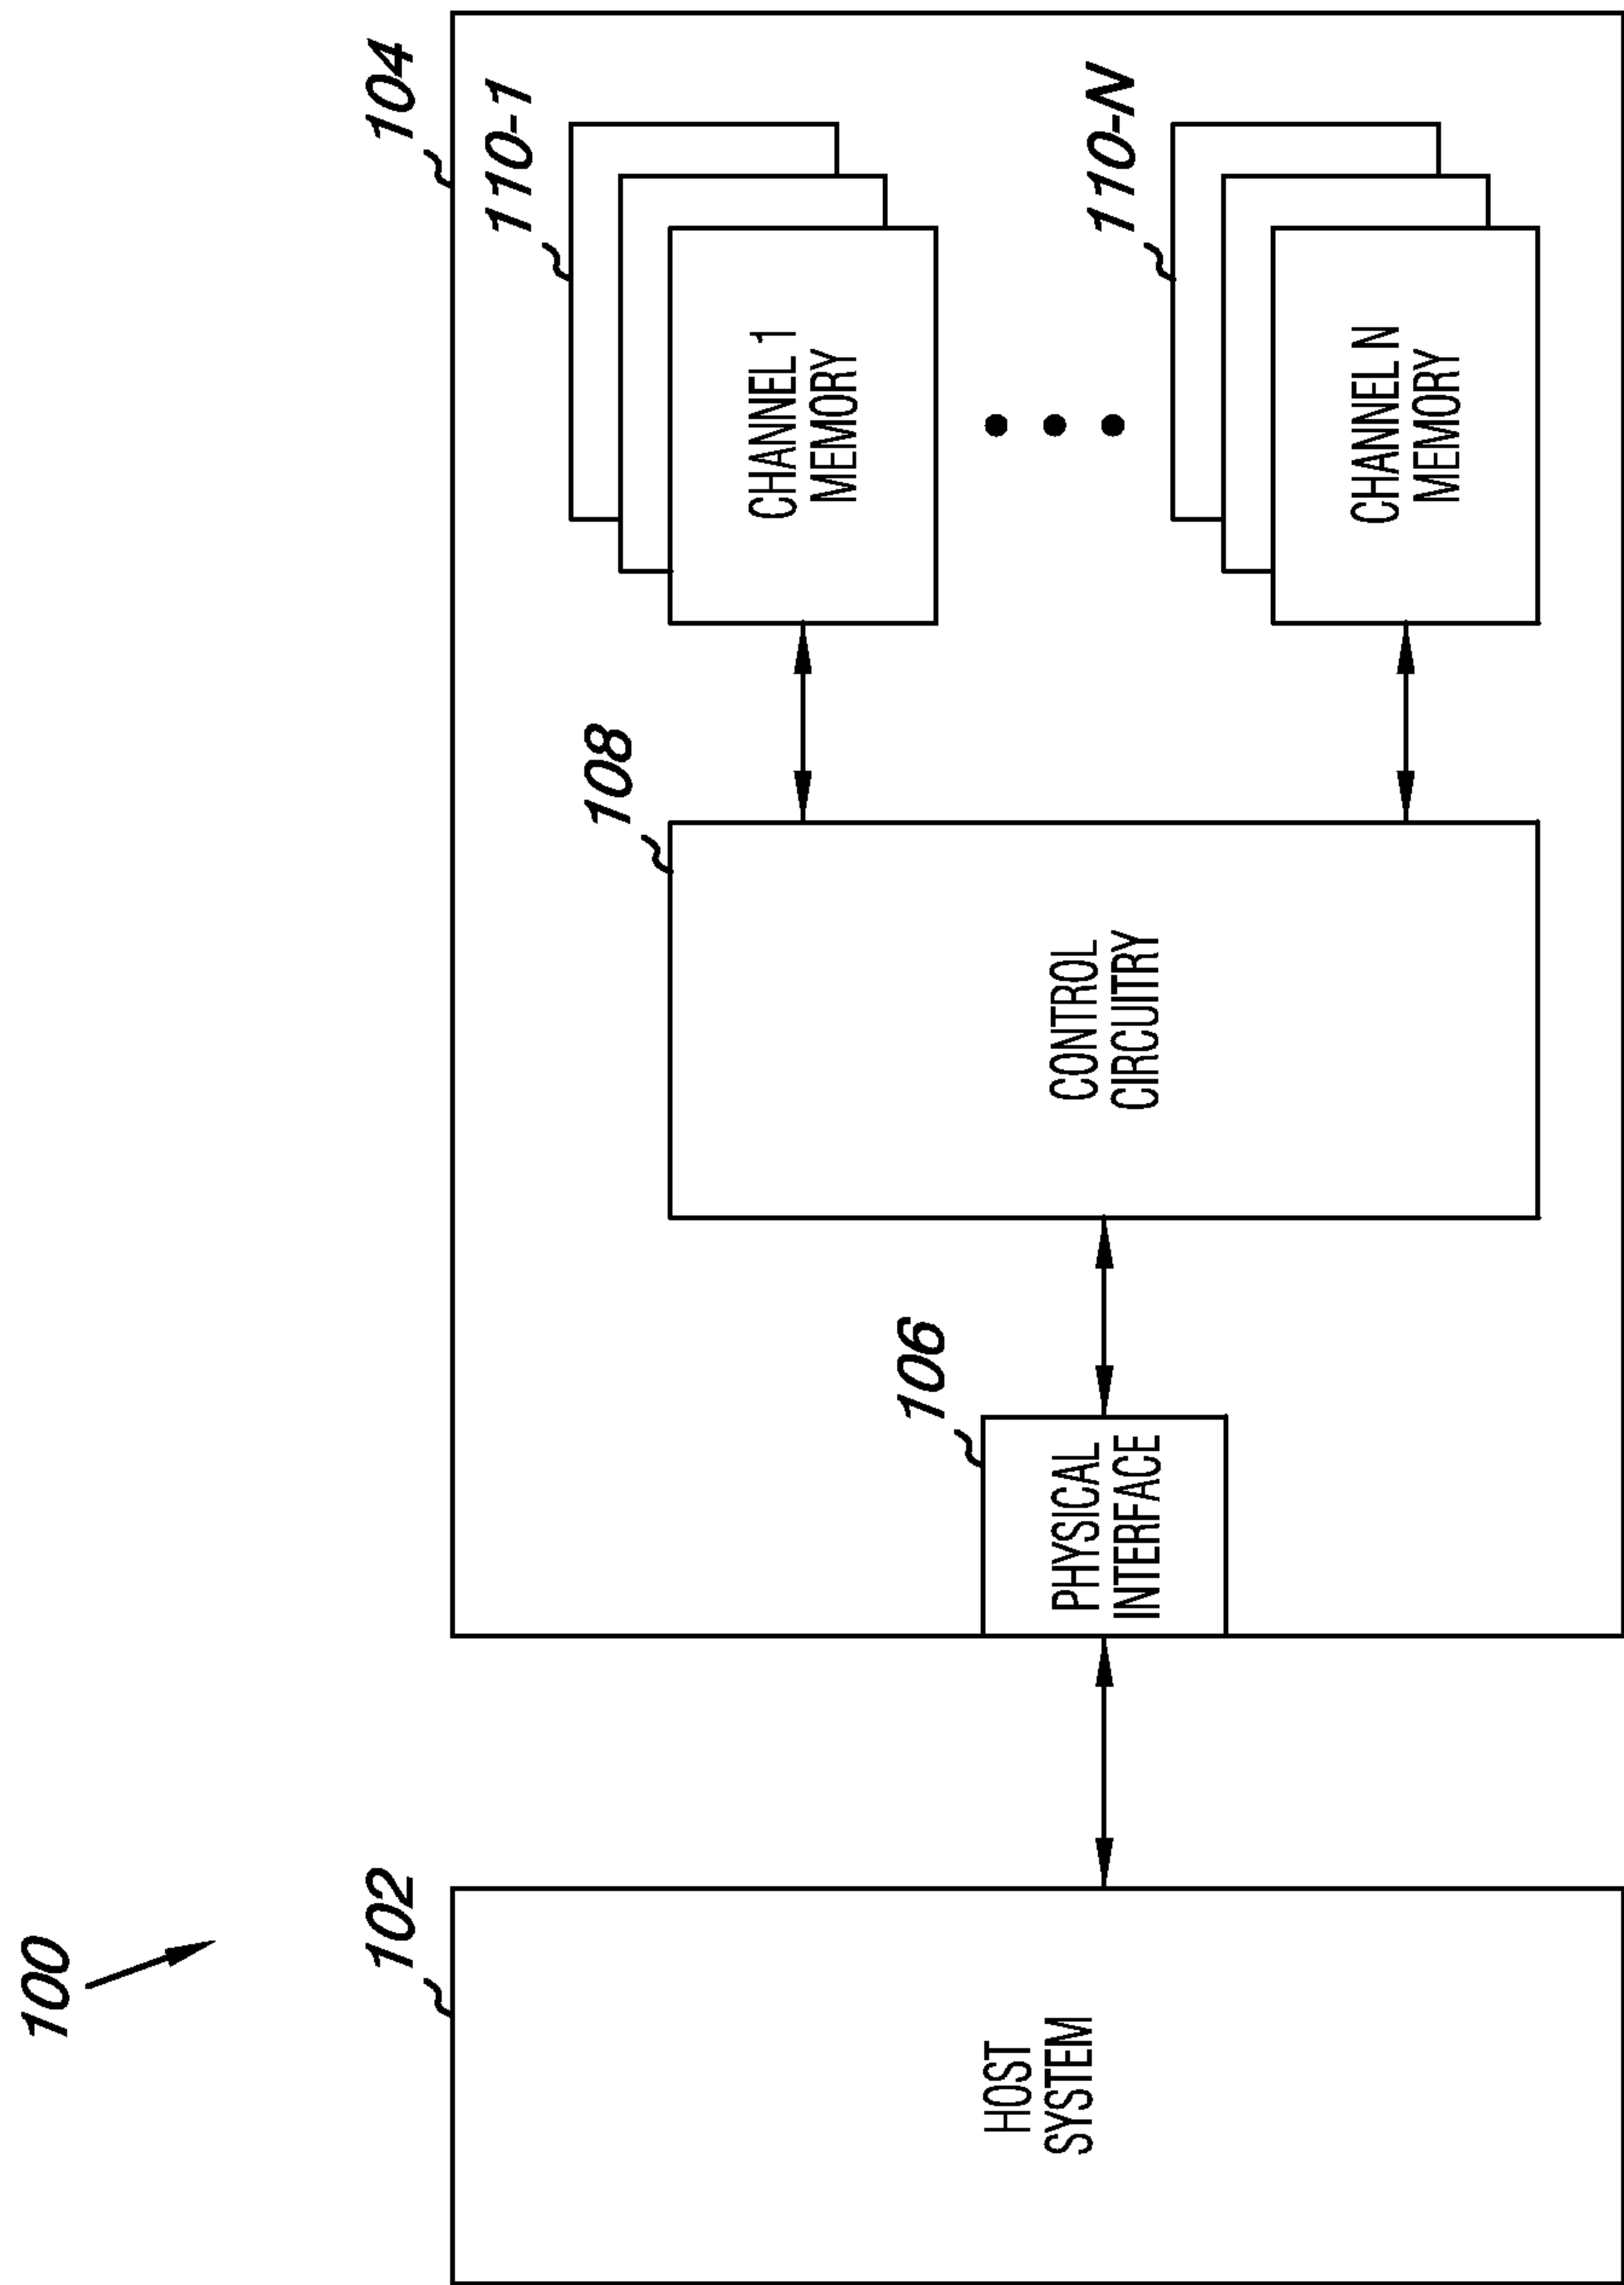 100
102
HOST
SYSTEM
104
106
PHYSICAL
INTERFACE
108
CONTROL
CIRCUITRY
110-1
CHANNEL 1
MEMORY
110-N
CHANNEL N
MEMORY